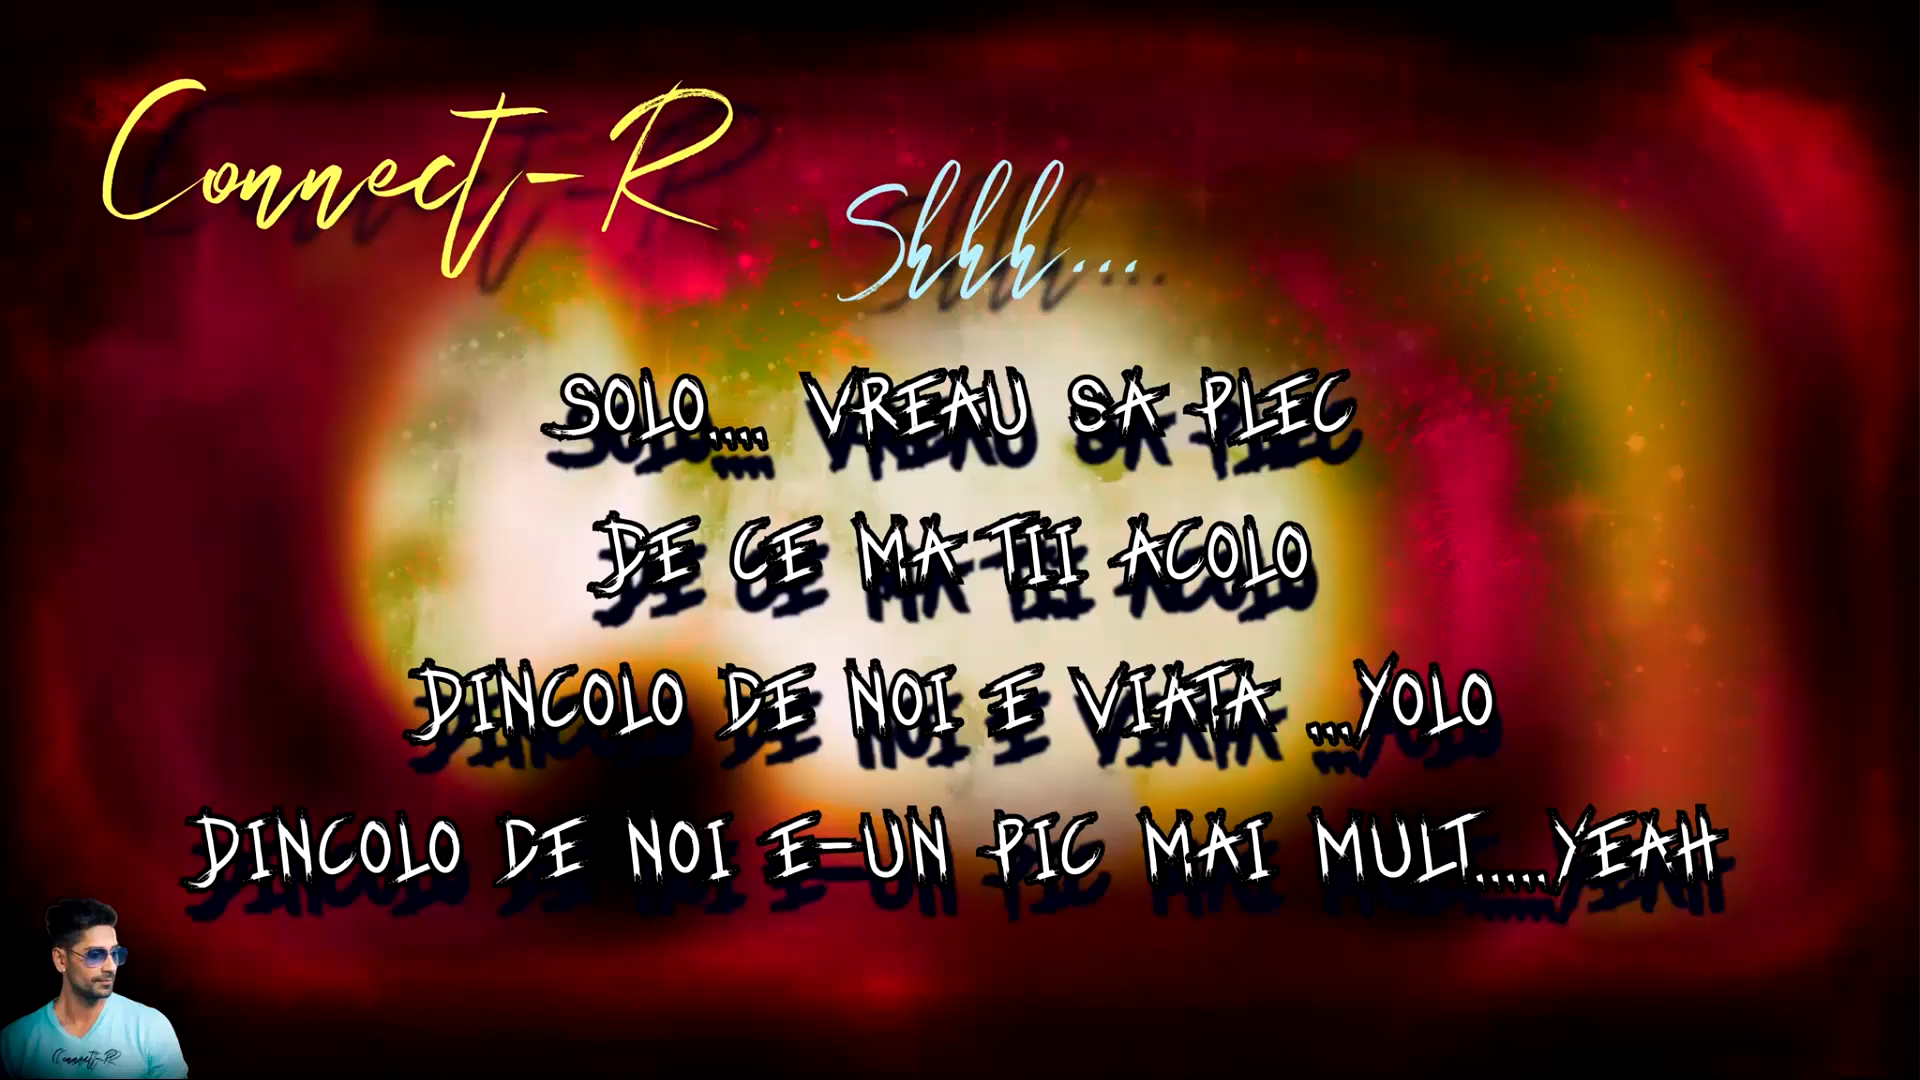 Connect-R
Shhh...
SOLO.... VREAU SA PLEC
DE CE MA TII ACOLO
DINCOLO DE NOI E VIATA ...YOLO
DINCOLO DE NOI E-UN PIC MAI MULT.....YEAH
Connect-R